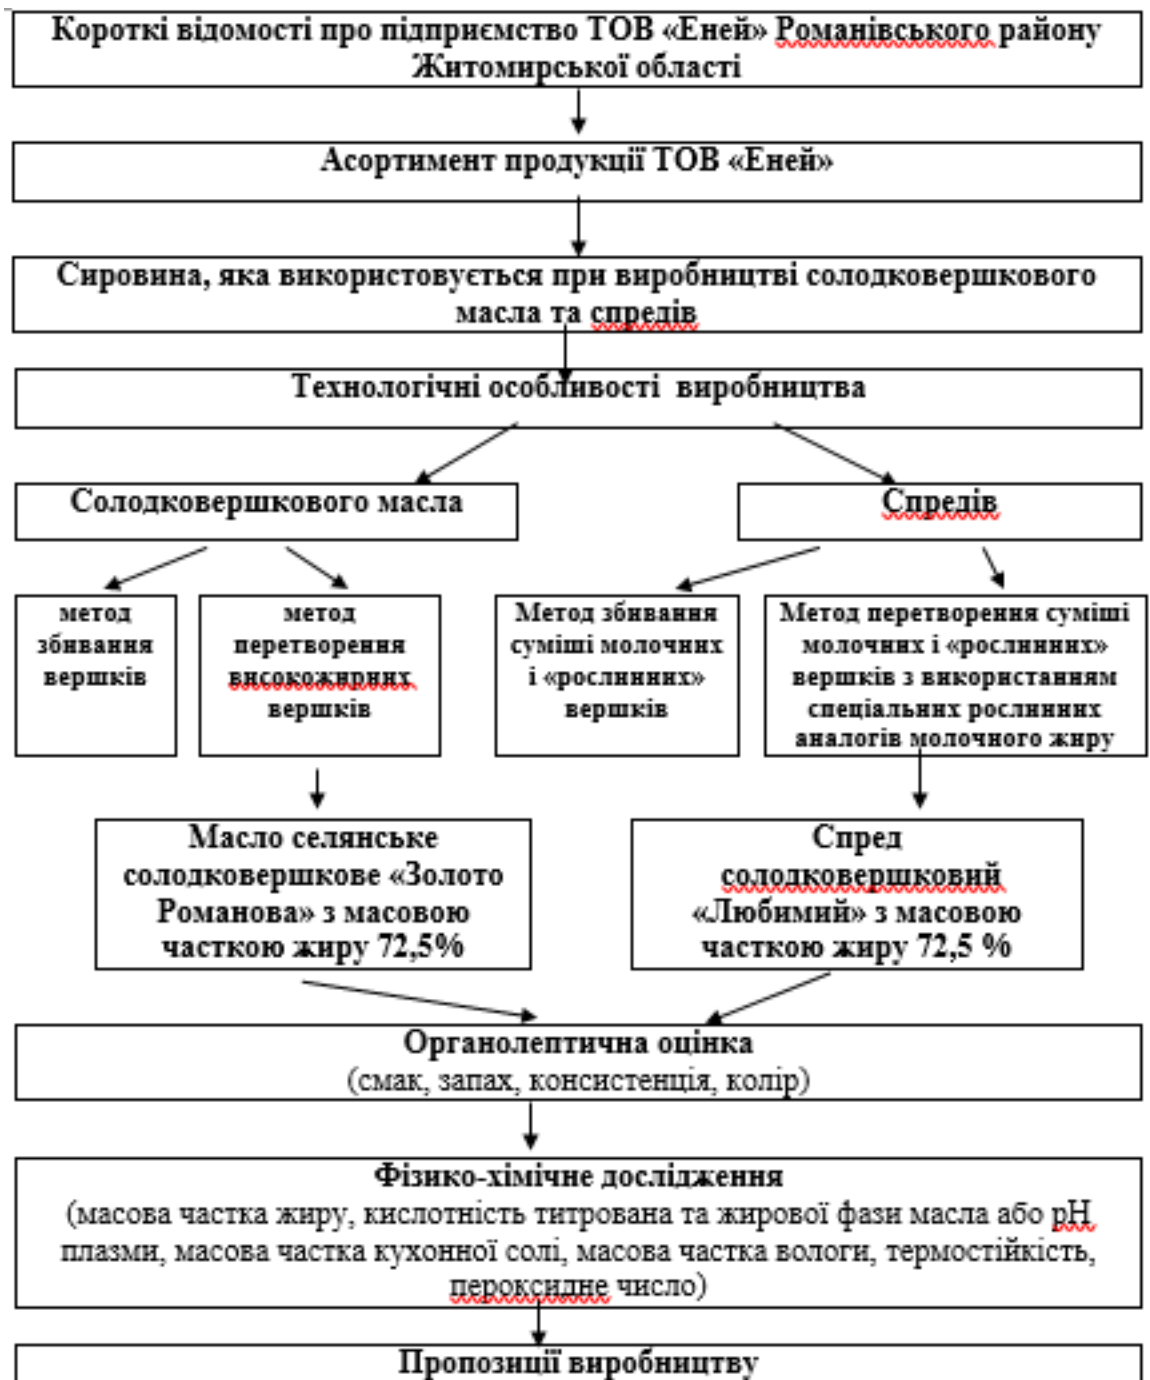 Короткі відомості про підприємство ТОВ «Еней» Романівського району
Житомирської області
Асортимент продукції ТОВ «Еней»
Сировина, яка використовується при виробництві солодковершкового
масла та спредів
Технологічні особливості виробництва
Солодковершкового масла
Спредів
метод
збивання
вершків
метод
перетворення
високожирних
вершків
Метод збивання
суміші молочних
і «рослинних»
вершків
Метод перетворення суміші
молочних і «рослинних»
вершків з використанням
спеціальних рослинних
аналогів молочного жиру
Масло селянське
солодковершкове «Золото
Романова» з масовою
часткою жиру 72,5%
Спред
солодковершковий
«Любимий» з масовою
часткою жиру 72,5 %
Органолептична оцінка
(смак, запах, консистенція, колір)
Фізико-хімічне дослідження
(масова частка жиру, кислотність титрована та жирової фази масла або рН
плазми, масова частка кухонної солі, масова частка вологи, термостійкість,
пероксидне число)
Пропозиції виробництву